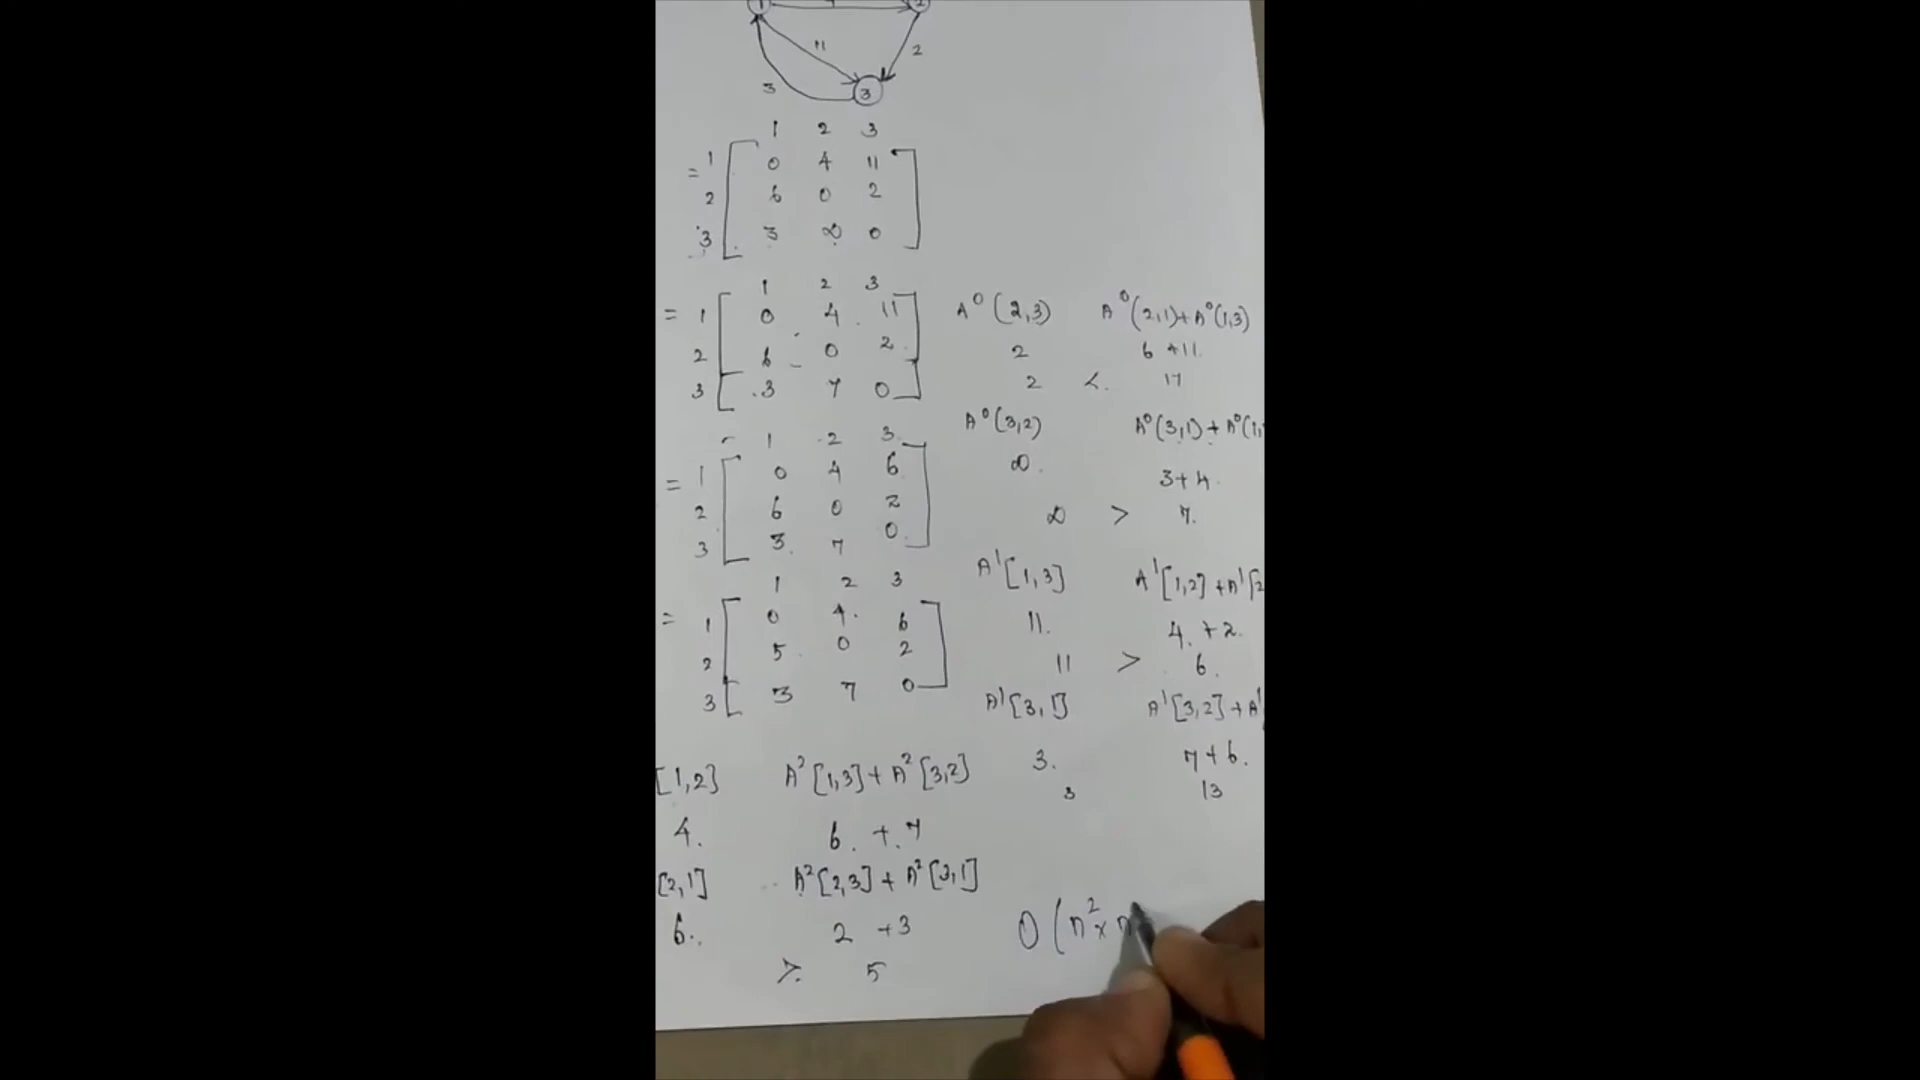 1 2
4
11 2
3 3
1 2 3
= 1 0 4 11
2 6 0 2
3 3 ∞ 0
1 2 3
= 1 0 4 11
2 6 0 2
3 3 7 0
1 2 3
= 1 0 4 6
2 6 0 2
3 3 7 0
1 2 3
= 1 0 4 6
2 5 0 2
3 3 7 0
A⁰(2,3) A⁰(2,1)+A⁰(1,3)
2 6 + 11
2 < 17
A⁰(3,2) A⁰(3,1) + A⁰(1,
∞ 3+4
∞ > 7
A¹[1,3] A¹[1,2] + A¹[2
11. 4 + 2
11 > 6
A¹[3,1] A¹[3,2] + A¹
3. 7+6.
3 13
[1,2] A²[1,3] + A²[3,2]
4. 6 + 7
[2,1] A²[2,3] + A²[3,1]
6. 2 + 3
> 5
O(n² × n